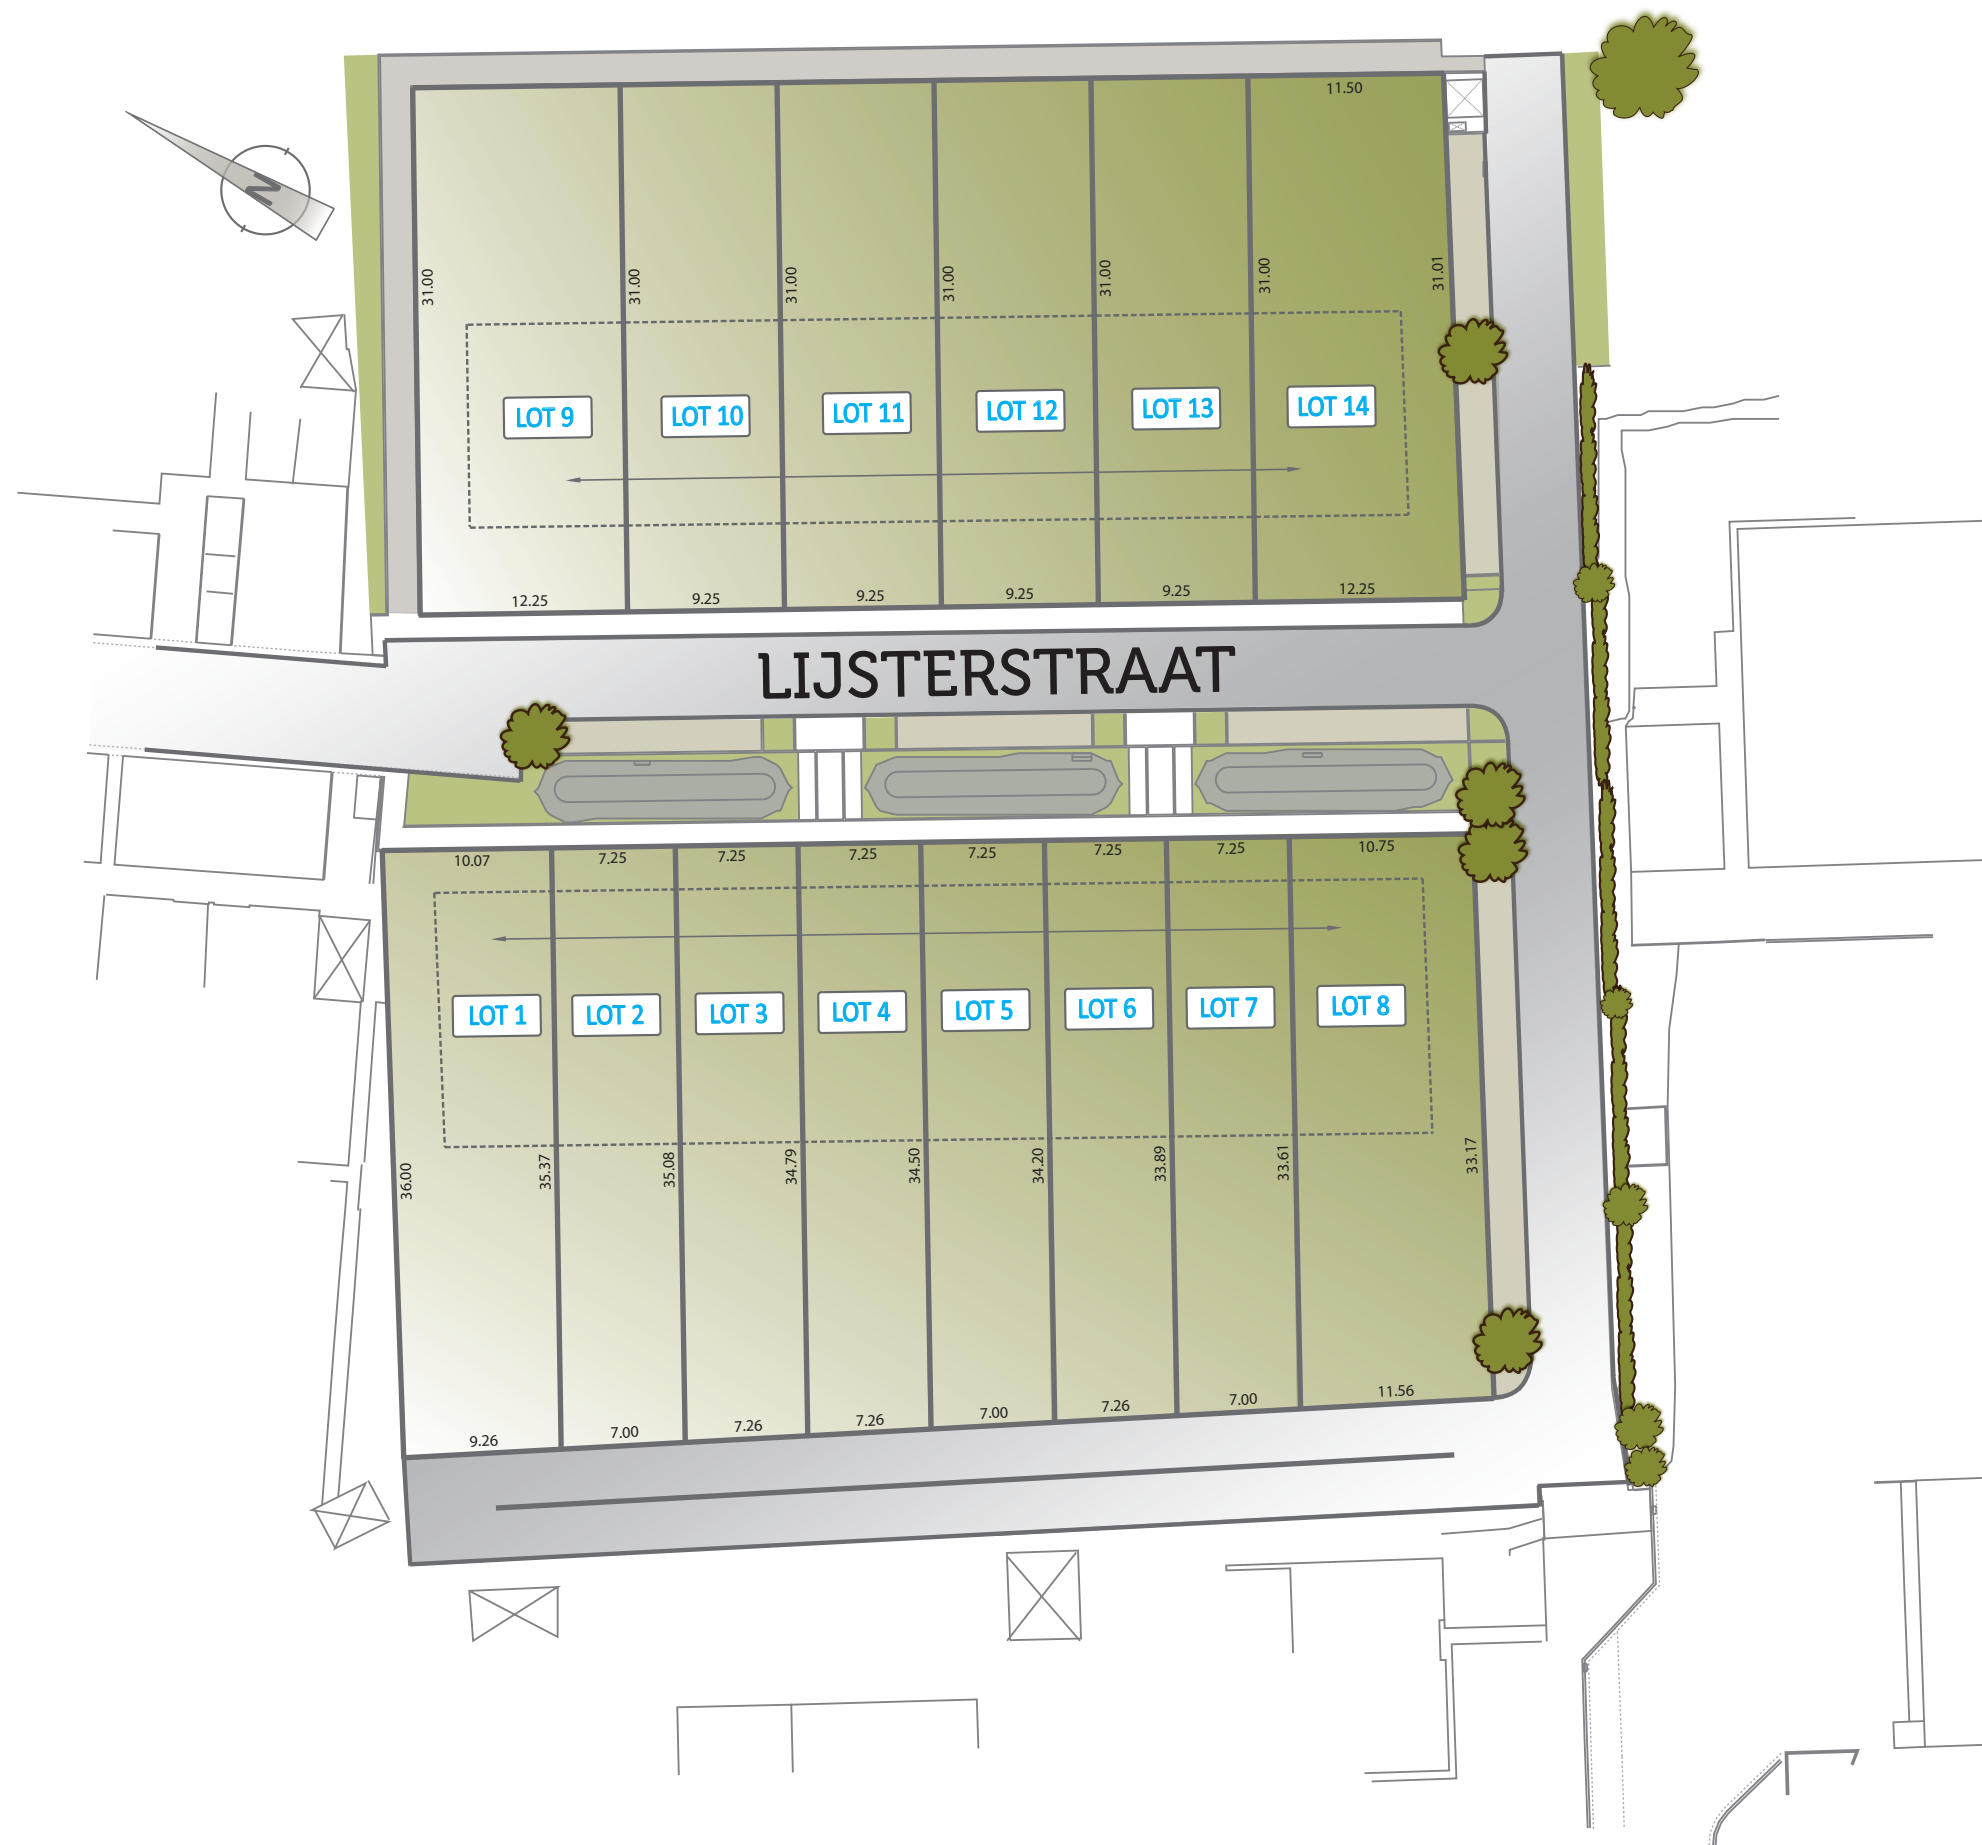 11.50
N
31.00
31.00
31.00
31.00
31.00
31.00
31.01
LOT 9
LOT 10
LOT 11
LOT 12
LOT 13
LOT 14
12.25
9.25
9.25
9.25
9.25
12.25
LIJSTERSTRAAT
10.07
7.25
7.25
7.25
7.25
7.25
7.25
10.75
LOT 1
LOT 2
LOT 3
LOT 4
LOT 5
LOT 6
LOT 7
LOT 8
36.00
35.37
35.08
34.79
34.50
34.20
33.89
33.61
33.17
9.26
7.00
7.26
7.26
7.00
7.26
7.00
11.56